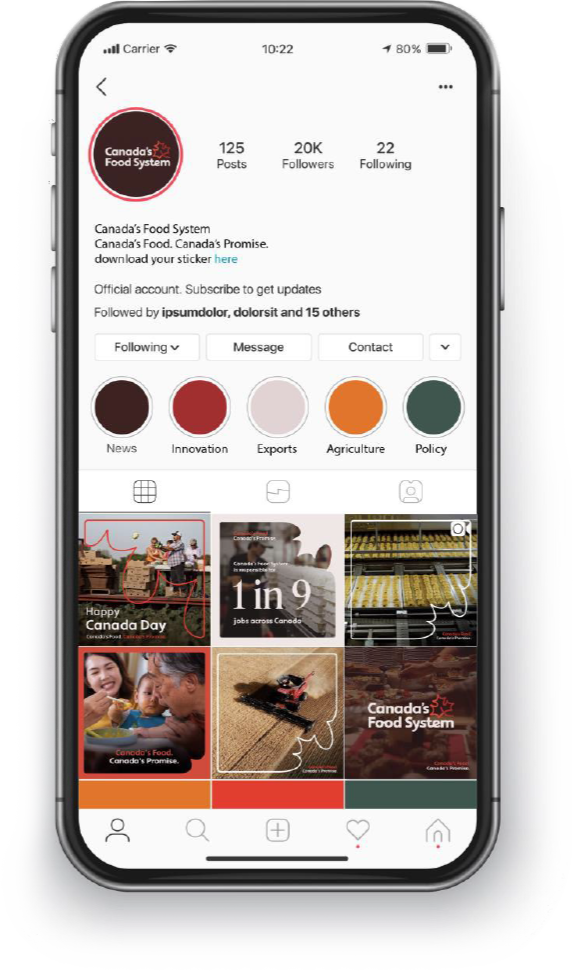 Carrier
10:22
80%
Canada's
Food System
125
Posts
20K
Followers
22
Following
Canada's Food System
Canada's Food. Canada's Promise.
download your sticker here
Official account. Subscribe to get updates
Followed by ipsumdolor, dolorsit and 15 others
Following
Message
Contact
News
Innovation
Exports
Agriculture
Policy
Happy
Canada Day
Canada's Food. Canada's Promise.
Canada's Promise
Canada's Food System
is responsible for
1 in 9
jobs across Canada
Canada's Food.
Canada's Promise.
Canada's Food.
Canada's Promise.
Canada's Food.
Canada's Promise.
Canada's
Food System
Canada's Food.
Canada's Promise.